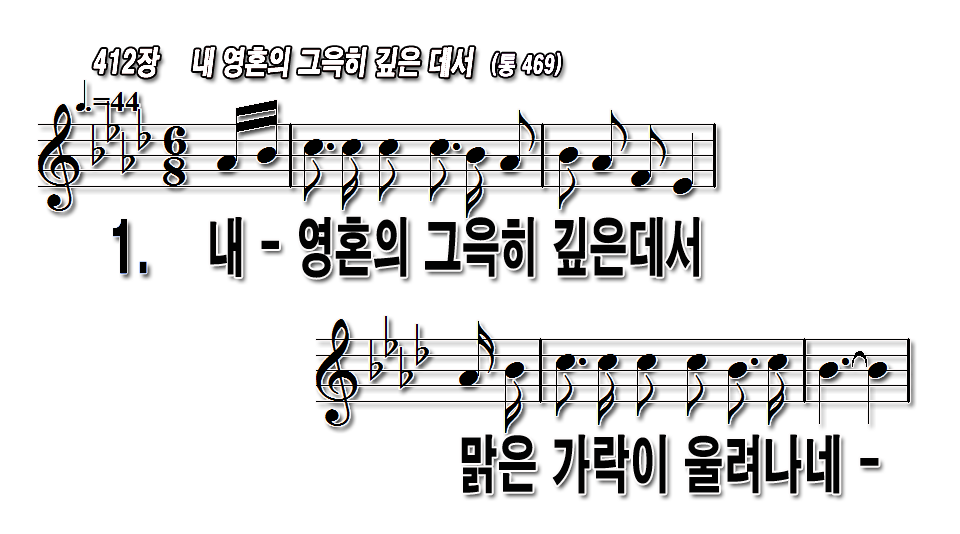 412장 내 영혼의 그윽히 깊은 데서 (통 469)
♩.=44
6
8
1. 내 - 영혼의 그윽히 깊은데서
맑은 가락이 울려나네 -